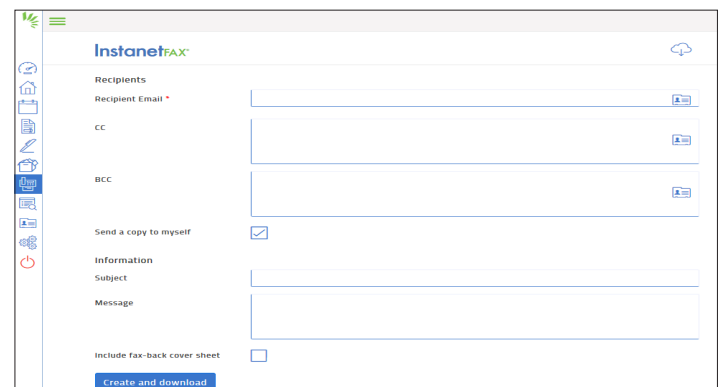 InstanetFAX™
Recipients
Recipient Email *
CC
BCC
Send a copy to myself
Information
Subject
Message
Include fax-back cover sheet
Create and download